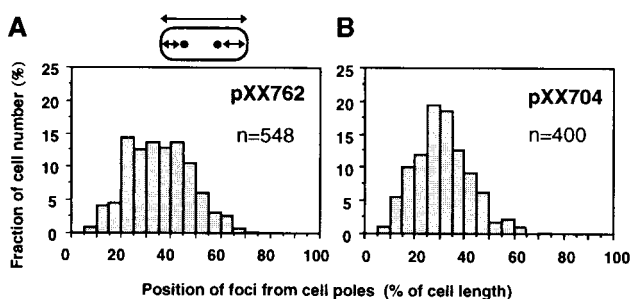 A
B
Fraction of cell number (%)
25
20
15
10
5
0
pXX762
n=548
0 20 40 60 80 100
25
20
15
10
5
0
pXX704
n=400
0 20 40 60 80 100
Position of foci from cell poles (% of cell length)